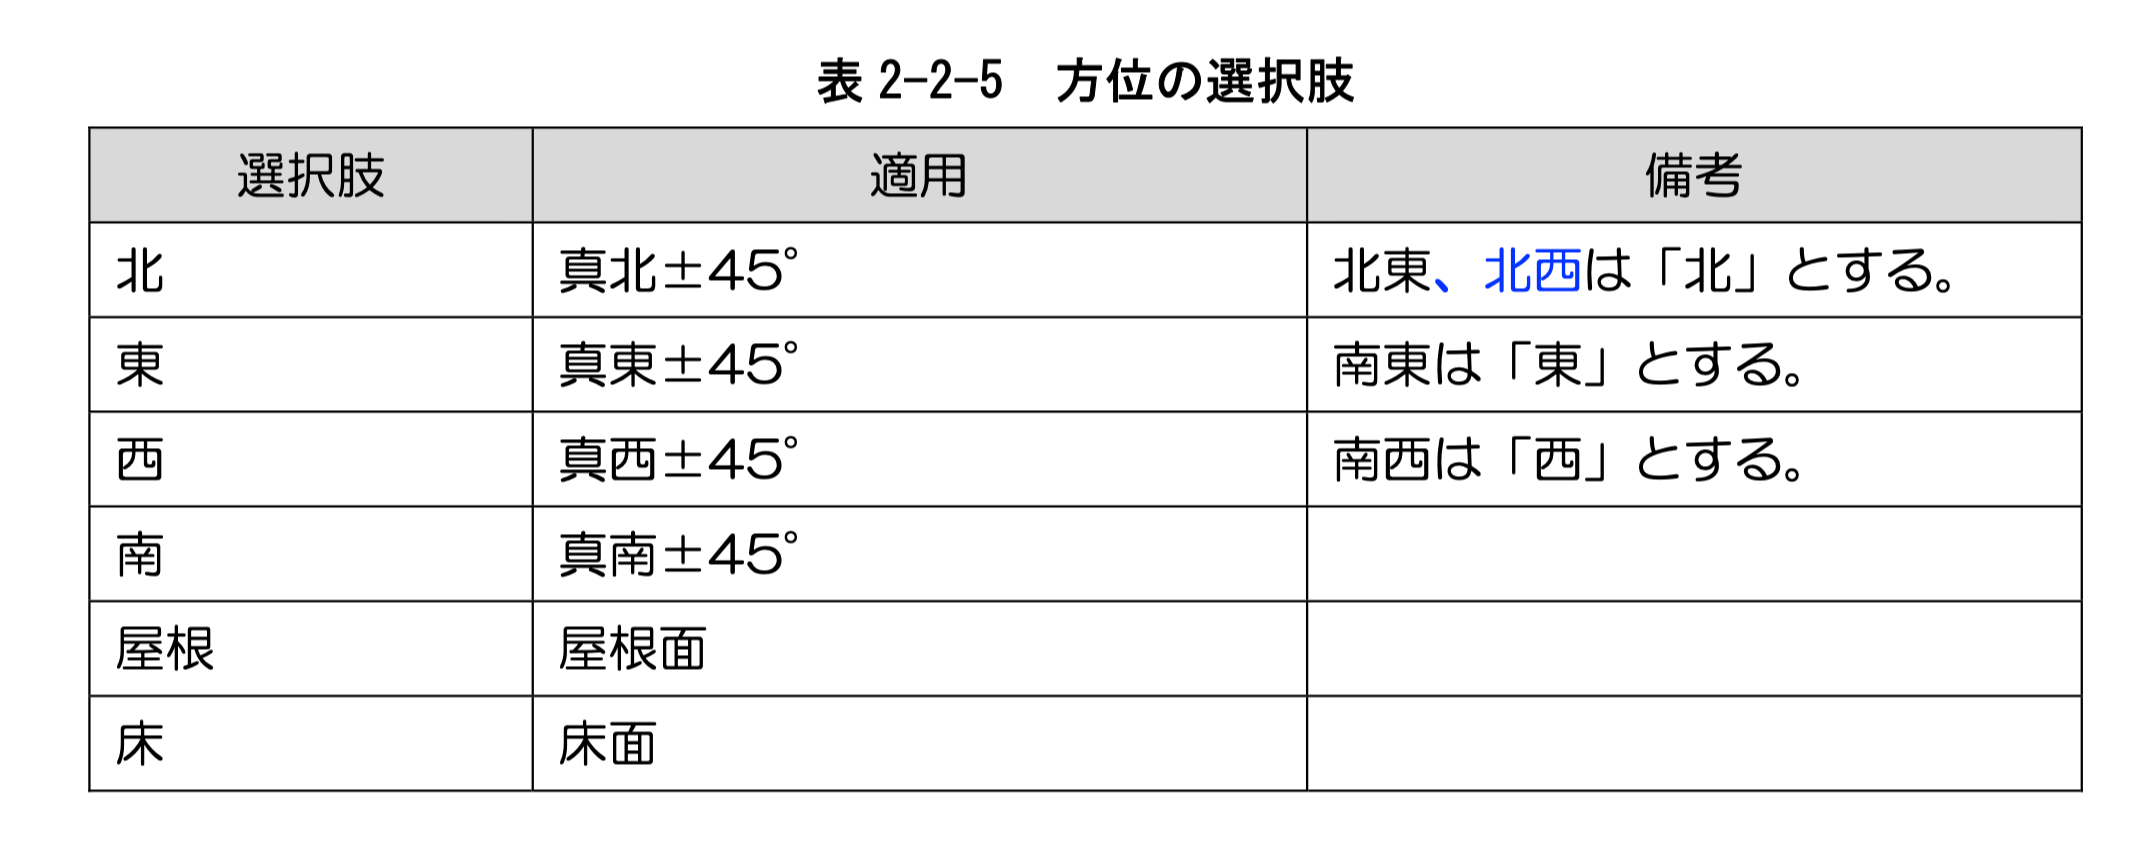 表 2-2-5　方位の選択肢
選択肢 適用 備考
北 真北±45° 北東、北西は「北」とする。
東 真東±45° 南東は「東」とする。
西 真西±45° 南西は「西」とする。
南 真南±45°
屋根 屋根面
床 床面